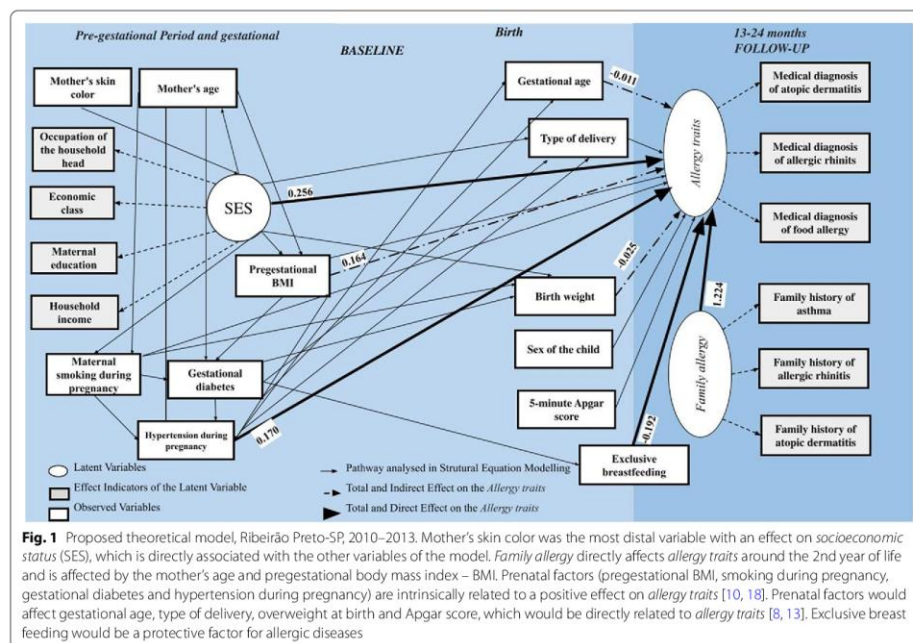 Pre-gestational Period and gestational
BASELINE
Birth
13-24 months
FOLLOW-UP
Mother's skin
color
Mother's age
Occupation of
the household
head
Economic
class
Maternal
education
Household
income
SES
Pregestational
BMI
Maternal
smoking during
pregnancy
Gestational
diabetes
Hypertension during
pregnancy
Gestational age
Type of delivery
Birth weight
Sex of the child
5-minute Apgar
score
Exclusive
breastfeeding
-0.011
0.256
0.164
-0.025
0.170
-0.192
1.224
Allergy traits
Family allergy
Medical diagnosis
of atopic dermatitis
Medical diagnosis
of allergic rhinits
Medical diagnosis
of food allergy
Family history of
asthma
Family history of
allergic rhinitis
Family history of
atopic dermatitis
Latent Variables
Effect Indicators of the Latent Variable
Observed Variables
Pathway analysed in Strutural Equation Modelling
Total and Indirect Effect on the Allergy traits
Total and Direct Effect on the Allergy traits
Fig. 1 Proposed theoretical model, Ribeirão Preto-SP, 2010–2013. Mother's skin color was the most distal variable with an effect on socioeconomic
status (SES), which is directly associated with the other variables of the model. Family allergy directly affects allergy traits around the 2nd year of life
and is affected by the mother's age and pregestational body mass index – BMI. Prenatal factors (pregestational BMI, smoking during pregnancy,
gestational diabetes and hypertension during pregnancy) are intrinsically related to a positive effect on allergy traits [10, 18]. Prenatal factors would
affect gestational age, type of delivery, overweight at birth and Apgar score, which would be directly related to allergy traits [8, 13]. Exclusive breast
feeding would be a protective factor for allergic diseases